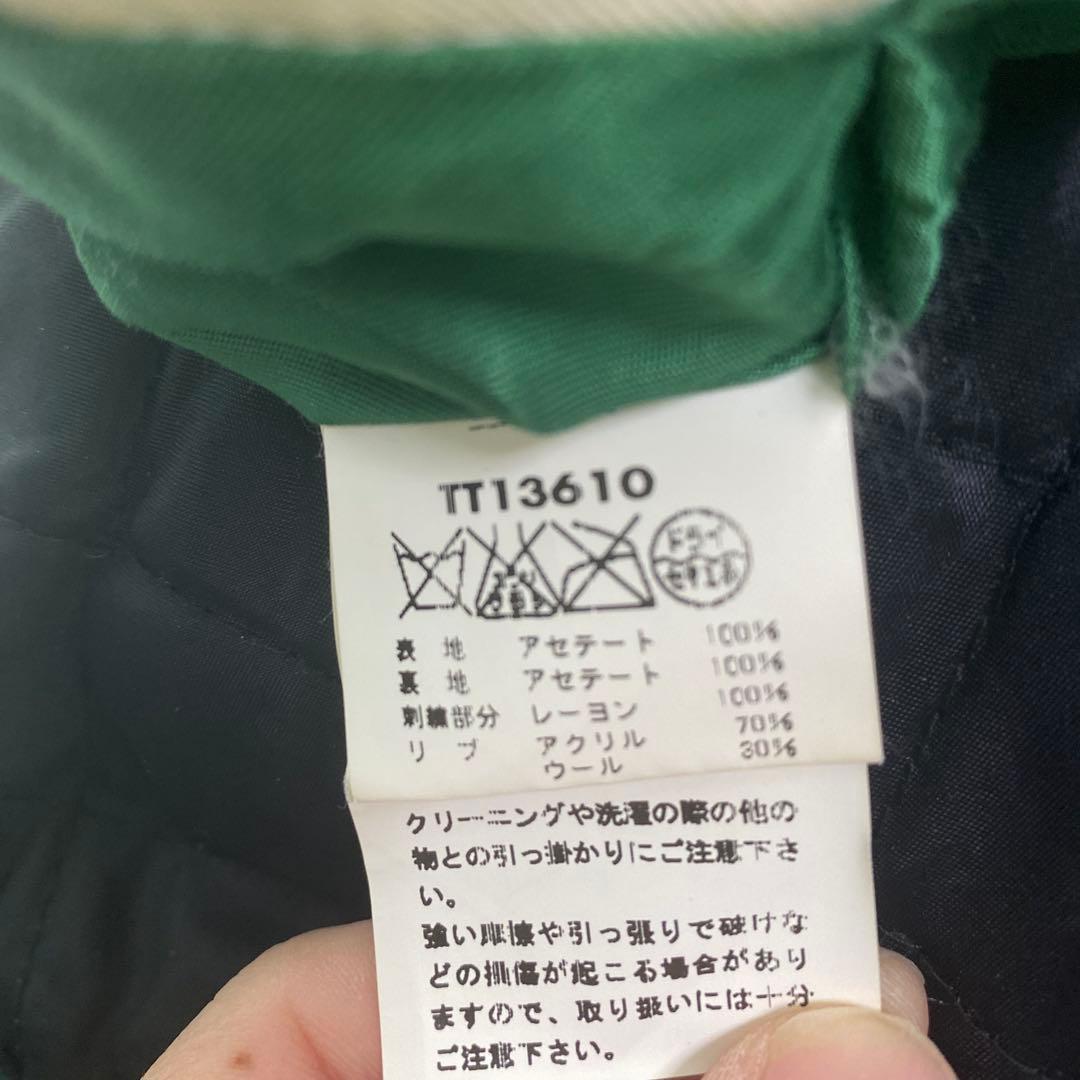 TT13610
ドライ
セキユ系
表地 アセテート 100%
裏地 アセテート 100%
刺繍部分 レーヨン 100%
リブ アクリル 70%
ウール 30%
クリーニングや洗濯の際の他の
物との引っ掛かりにご注意下さ
い。
強い摩擦や引っ張りで破けな
どの損傷が起こる場合があり
ますので、取り扱いには十分
ご注意下さい。